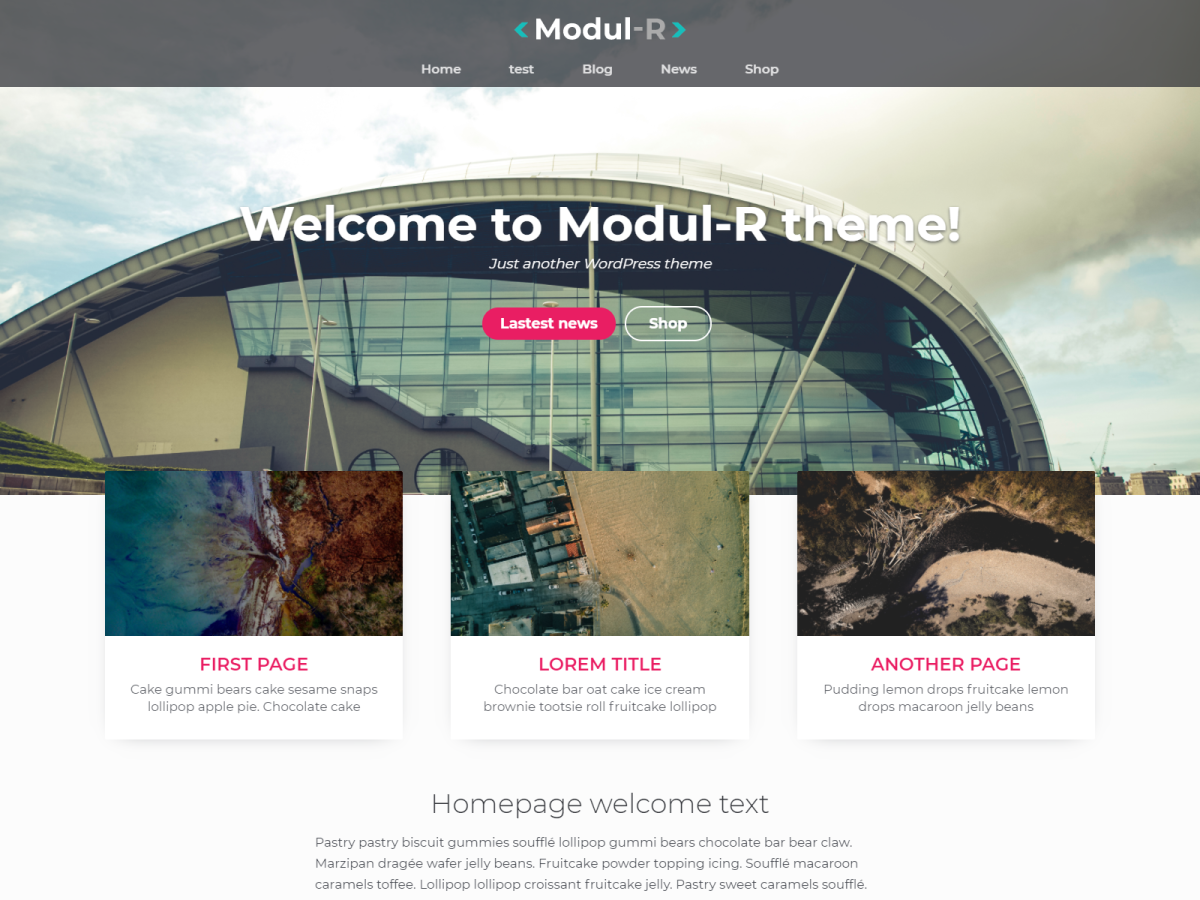 Modul-R
Home test Blog News Shop
Welcome to Modul-R theme!
Just another WordPress theme
Lastest news Shop
FIRST PAGE
Cake gummi bears cake sesame snaps
lollipop apple pie. Chocolate cake
LOREM TITLE
Chocolate bar oat cake ice cream
brownie tootsie roll fruitcake lollipop
ANOTHER PAGE
Pudding lemon drops fruitcake lemon
drops macaroon jelly beans
Homepage welcome text
Pastry pastry biscuit gummies soufflé lollipop gummi bears chocolate bar bear claw.
Marzipan dragée wafer jelly beans. Fruitcake powder topping icing. Soufflé macaroon
caramels toffee. Lollipop lollipop croissant fruitcake jelly. Pastry sweet caramels soufflé.